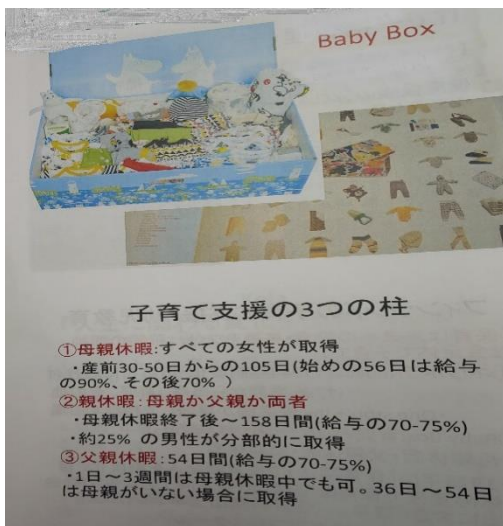 Baby Box
子育て支援の3つの柱
①母親休暇:すべての女性が取得
・産前30-50日からの105日(始めの56日は給与
の90%、その後70% )
②親休暇:母親か父親か両者
・母親休暇終了後～158日間(給与の70-75%)
・約25% の男性が分部的に取得
③父親休暇:54日間(給与の70-75%)
・1日～3週間は母親休暇中でも可。36日～54日
は母親がいない場合に取得